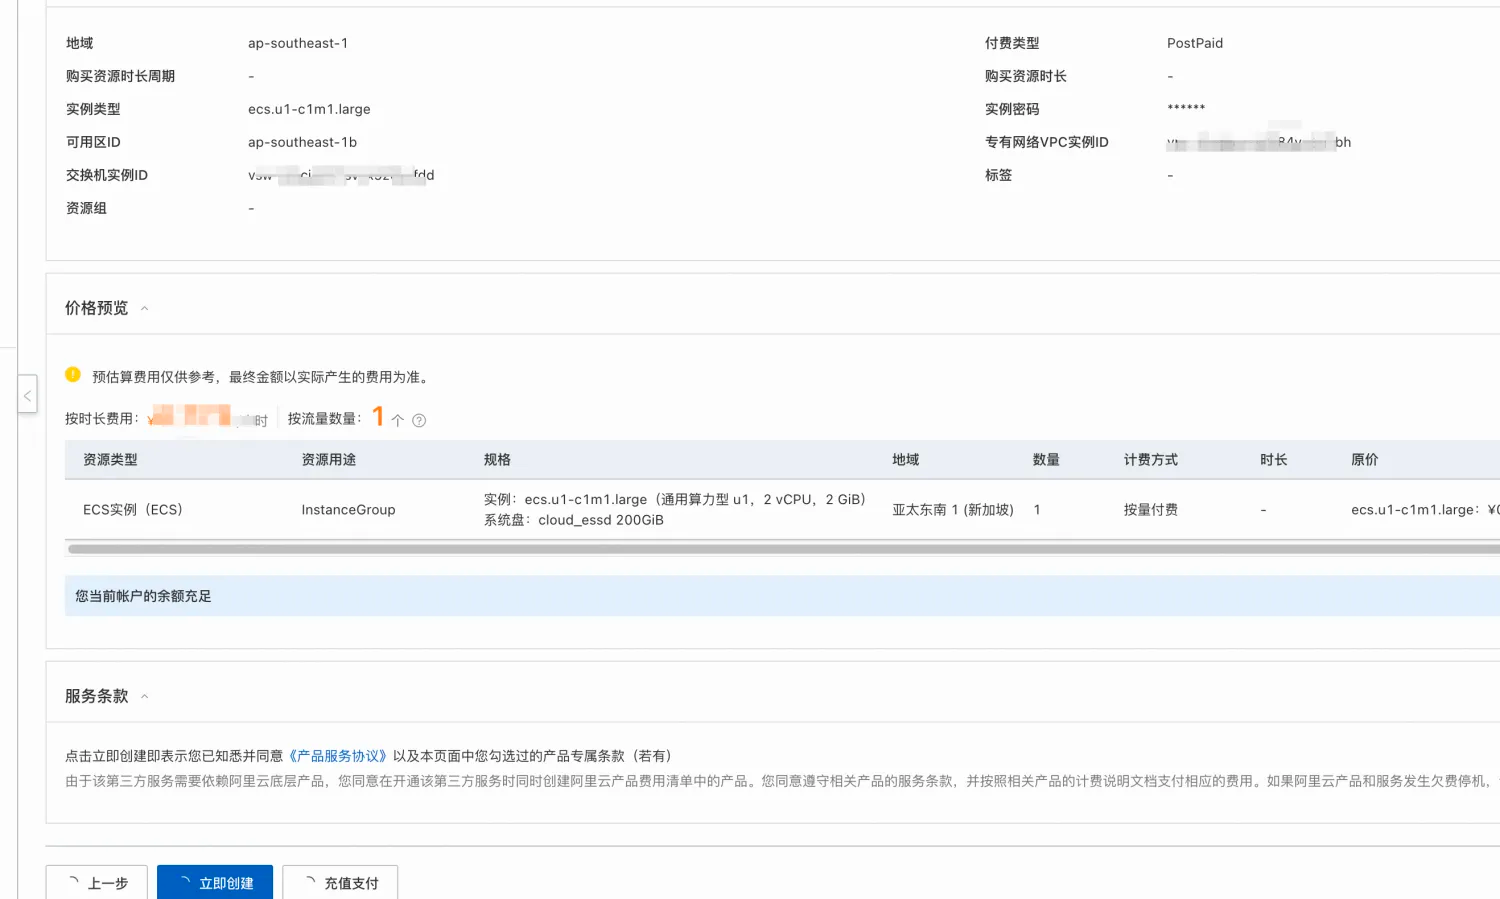 地域 ap-southeast-1 付费类型 PostPaid
购买资源时长周期 - 购买资源时长 -
实例类型 ecs.u1-c1m1.large 实例密码 ******
可用区ID ap-southeast-1b 专有网络VPC实例ID bh
交换机实例ID fdd 标签 -
资源组 -
价格预览
预估算费用仅供参考，最终金额以实际产生的费用为准。
按时长费用： ¥ 时 按流量数量： 1 个
资源类型 资源用途 规格 地域 数量 计费方式 时长 原价
ECS实例（ECS） InstanceGroup 实例：ecs.u1-c1m1.large（通用算力型 u1，2 vCPU，2 GiB） 亚太东南 1 (新加坡) 1 按量付费 - ecs.u1-c1m1.large：¥
系统盘：cloud_essd 200GiB
您当前帐户的余额充足
服务条款
点击立即创建即表示您已知悉并同意《产品服务协议》以及本页面中您勾选过的产品专属条款（若有）
由于该第三方服务需要依赖阿里云底层产品，您同意在开通该第三方服务时同时创建阿里云产品费用清单中的产品。您同意遵守相关产品的服务条款，并按照相关产品的计费说明文档支付相应的费用。如果阿里云产品和服务发生欠费停机，
上一步 立即创建 充值支付